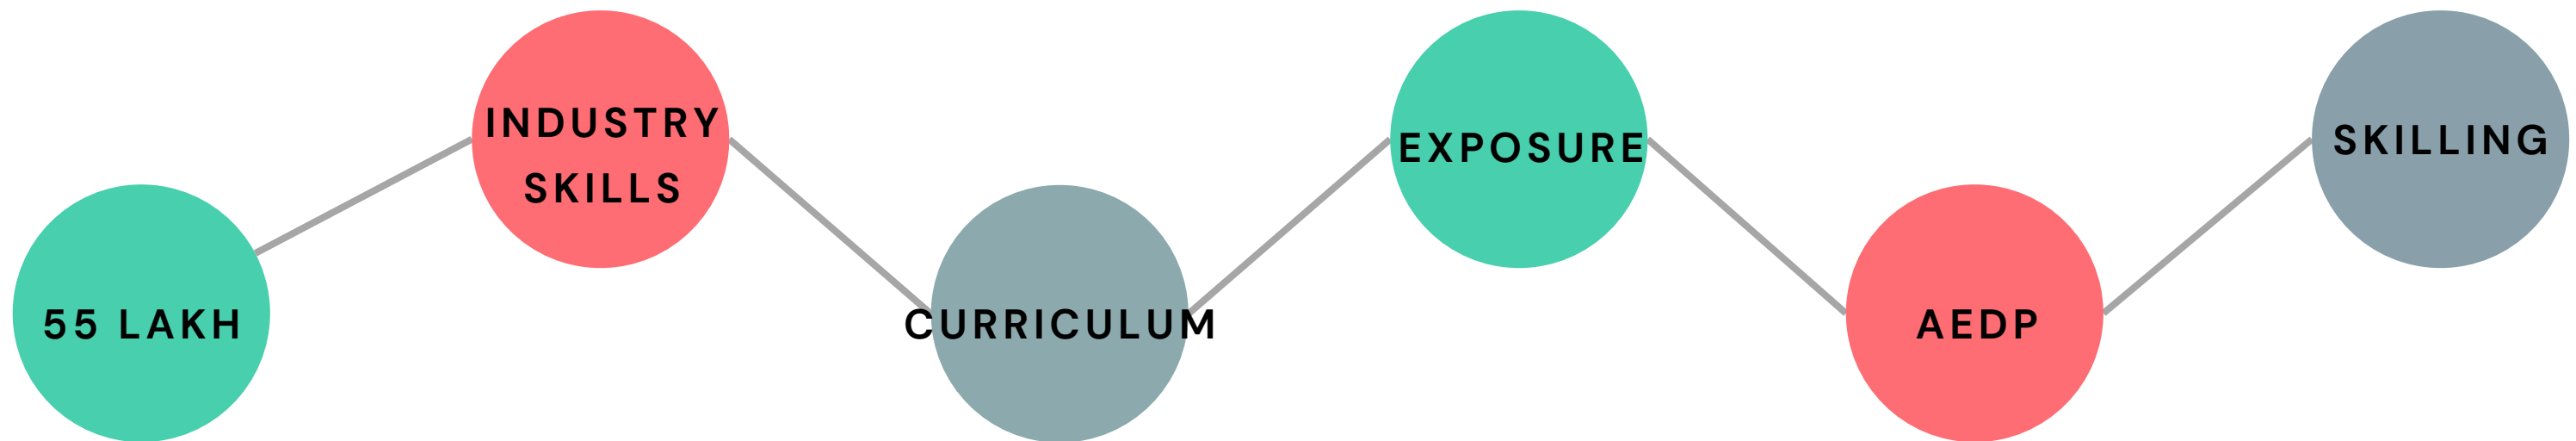 55 LAKH
INDUSTRY
SKILLS
CURRICULUM
EXPOSURE
AEDP
SKILLING